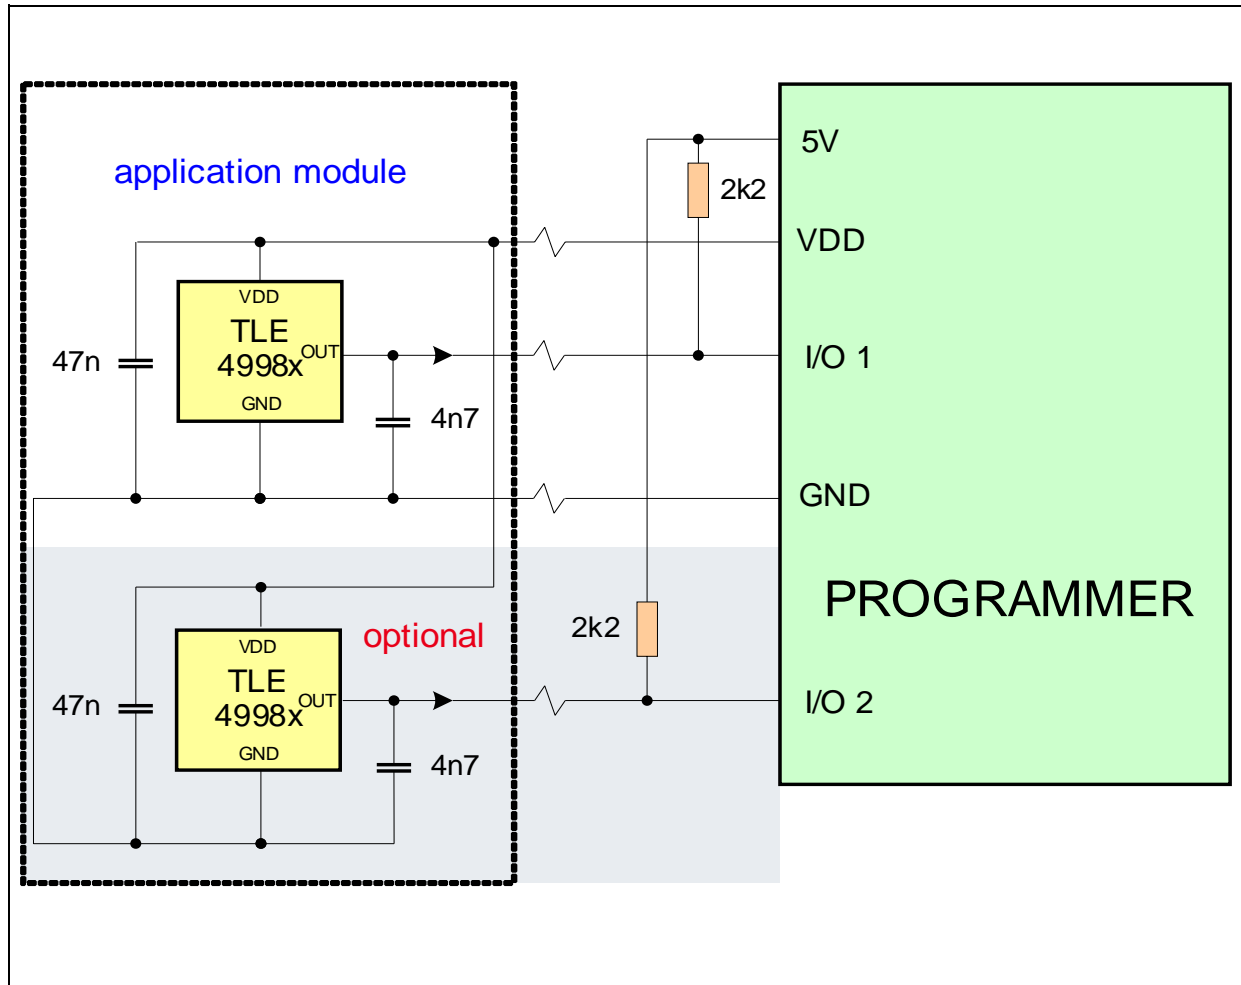 application module
5V
2k2
VDD
VDD
TLE
4998x
OUT
47n
I/O 1
GND
4n7
GND
PROGRAMMER
2k2
optional
VDD
TLE
4998x
OUT
47n
I/O 2
GND
4n7